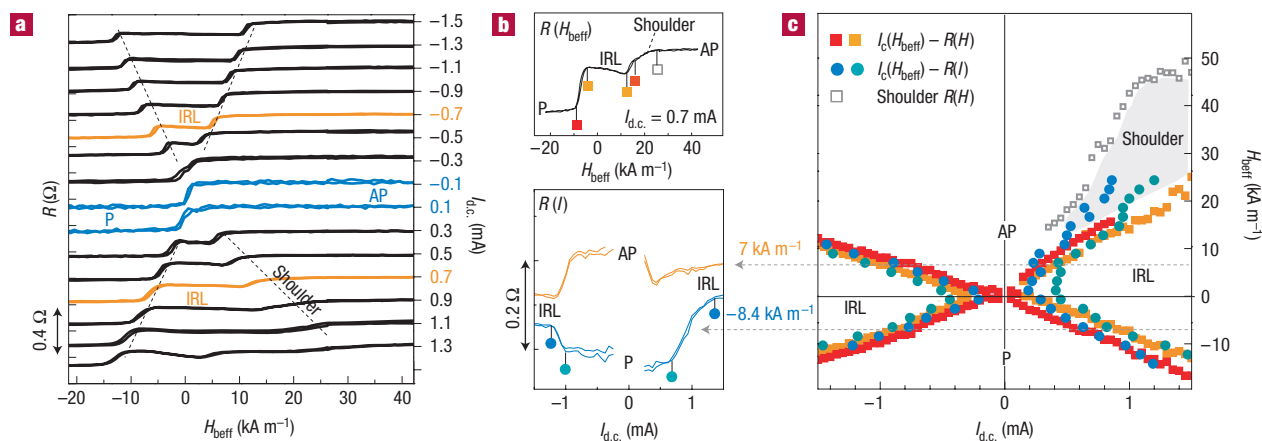 a
R (Ω)
0.4 Ω
IRL
P
AP
IRL
Shoulder
−1.5
−1.3
−1.1
−0.9
−0.7
−0.5
−0.3
−0.1
0.1
0.3
0.5
0.7
0.9
1.1
1.3
I d.c. (mA)
−20 −10 0 10 20 30 40
H beff (kA m⁻¹)
b
R (H beff)
Shoulder
IRL
AP
P
I d.c. = 0.7 mA
−20 0 20 40
H beff (kA m⁻¹)
R (I)
0.2 Ω
AP
IRL
IRL
P
7 kA m⁻¹
−8.4 kA m⁻¹
−1 0 1
I d.c. (mA)
c
I c(H beff) – R(H)
I c(H beff) – R(I)
Shoulder R(H)
Shoulder
AP
IRL
IRL
P
50
40
30
20
10
0
−10
H beff (kA m⁻¹)
−1 0 1
I d.c. (mA)